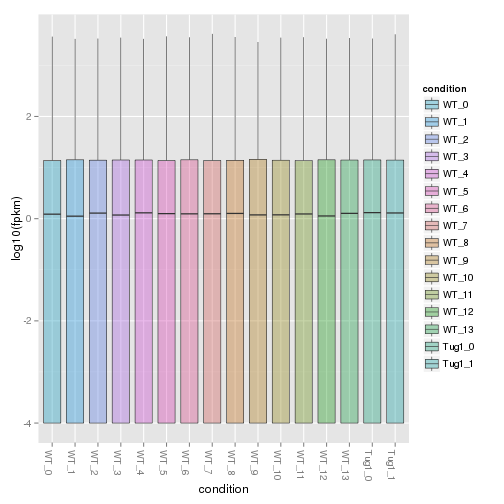 log10(fpkm)
2
0
-2
-4
WT_0
WT_1
WT_2
WT_3
WT_4
WT_5
WT_6
WT_7
WT_8
WT_9
WT_10
WT_11
WT_12
WT_13
Tug1_0
Tug1_1
condition
condition
WT_0
WT_1
WT_2
WT_3
WT_4
WT_5
WT_6
WT_7
WT_8
WT_9
WT_10
WT_11
WT_12
WT_13
Tug1_0
Tug1_1